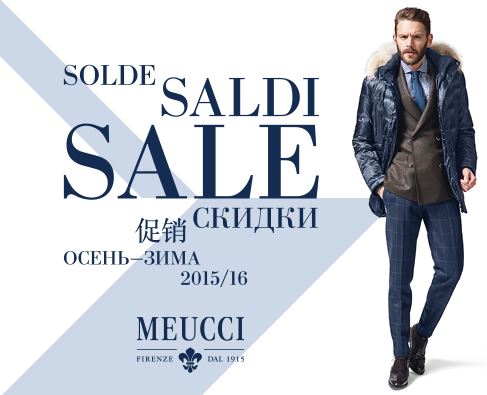 SOLDE
SALDI
SALE
СКИДКИ
促销
ОСЕНЬ–ЗИМА
2015/16
MEUCCI
FIRENZE DAL 1915